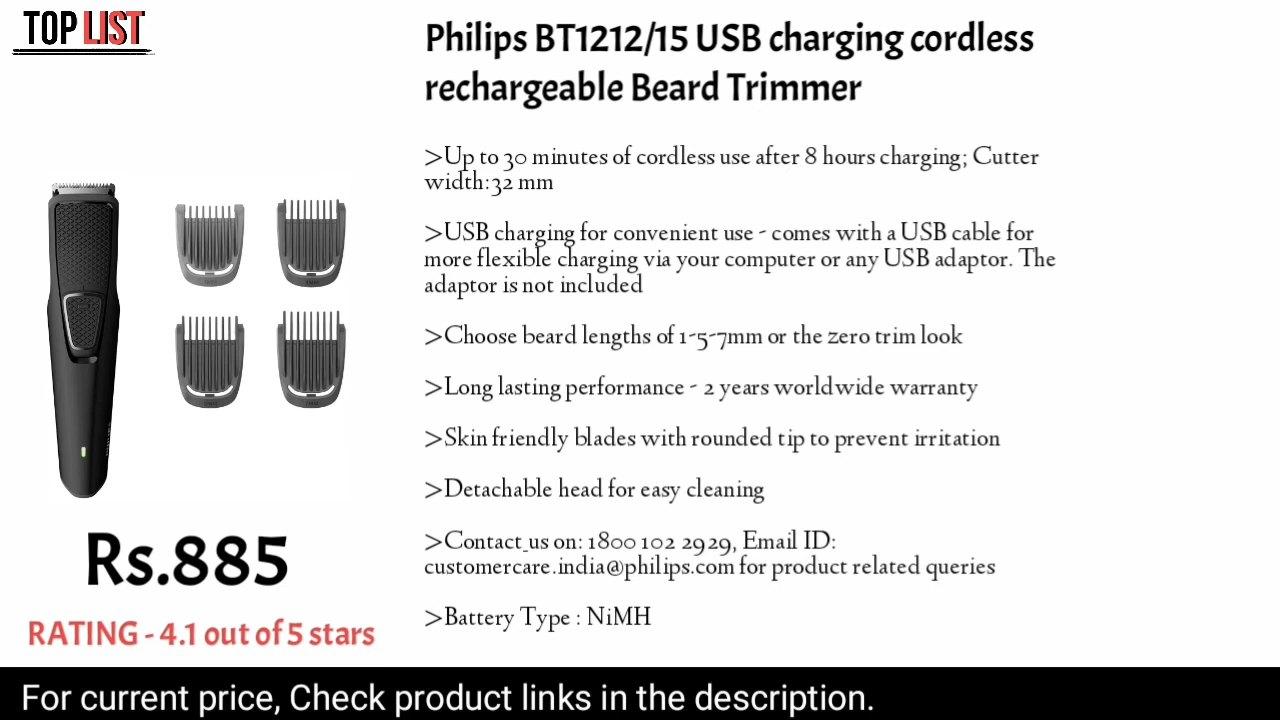 TOP LIST
Philips BT1212/15 USB charging cordless
rechargeable Beard Trimmer
>Up to 30 minutes of cordless use after 8 hours charging; Cutter
width:32 mm
>USB charging for convenient use - comes with a USB cable for
more flexible charging via your computer or any USB adaptor. The
adaptor is not included
>Choose beard lengths of 1-5-7mm or the zero trim look
>Long lasting performance - 2 years worldwide warranty
>Skin friendly blades with rounded tip to prevent irritation
>Detachable head for easy cleaning
>Contact_us on: 1800 102 2929, Email ID:
customercare.india@philips.com for product related queries
>Battery Type : NiMH
Rs.885
RATING - 4.1 out of 5 stars
For current price, Check product links in the description.